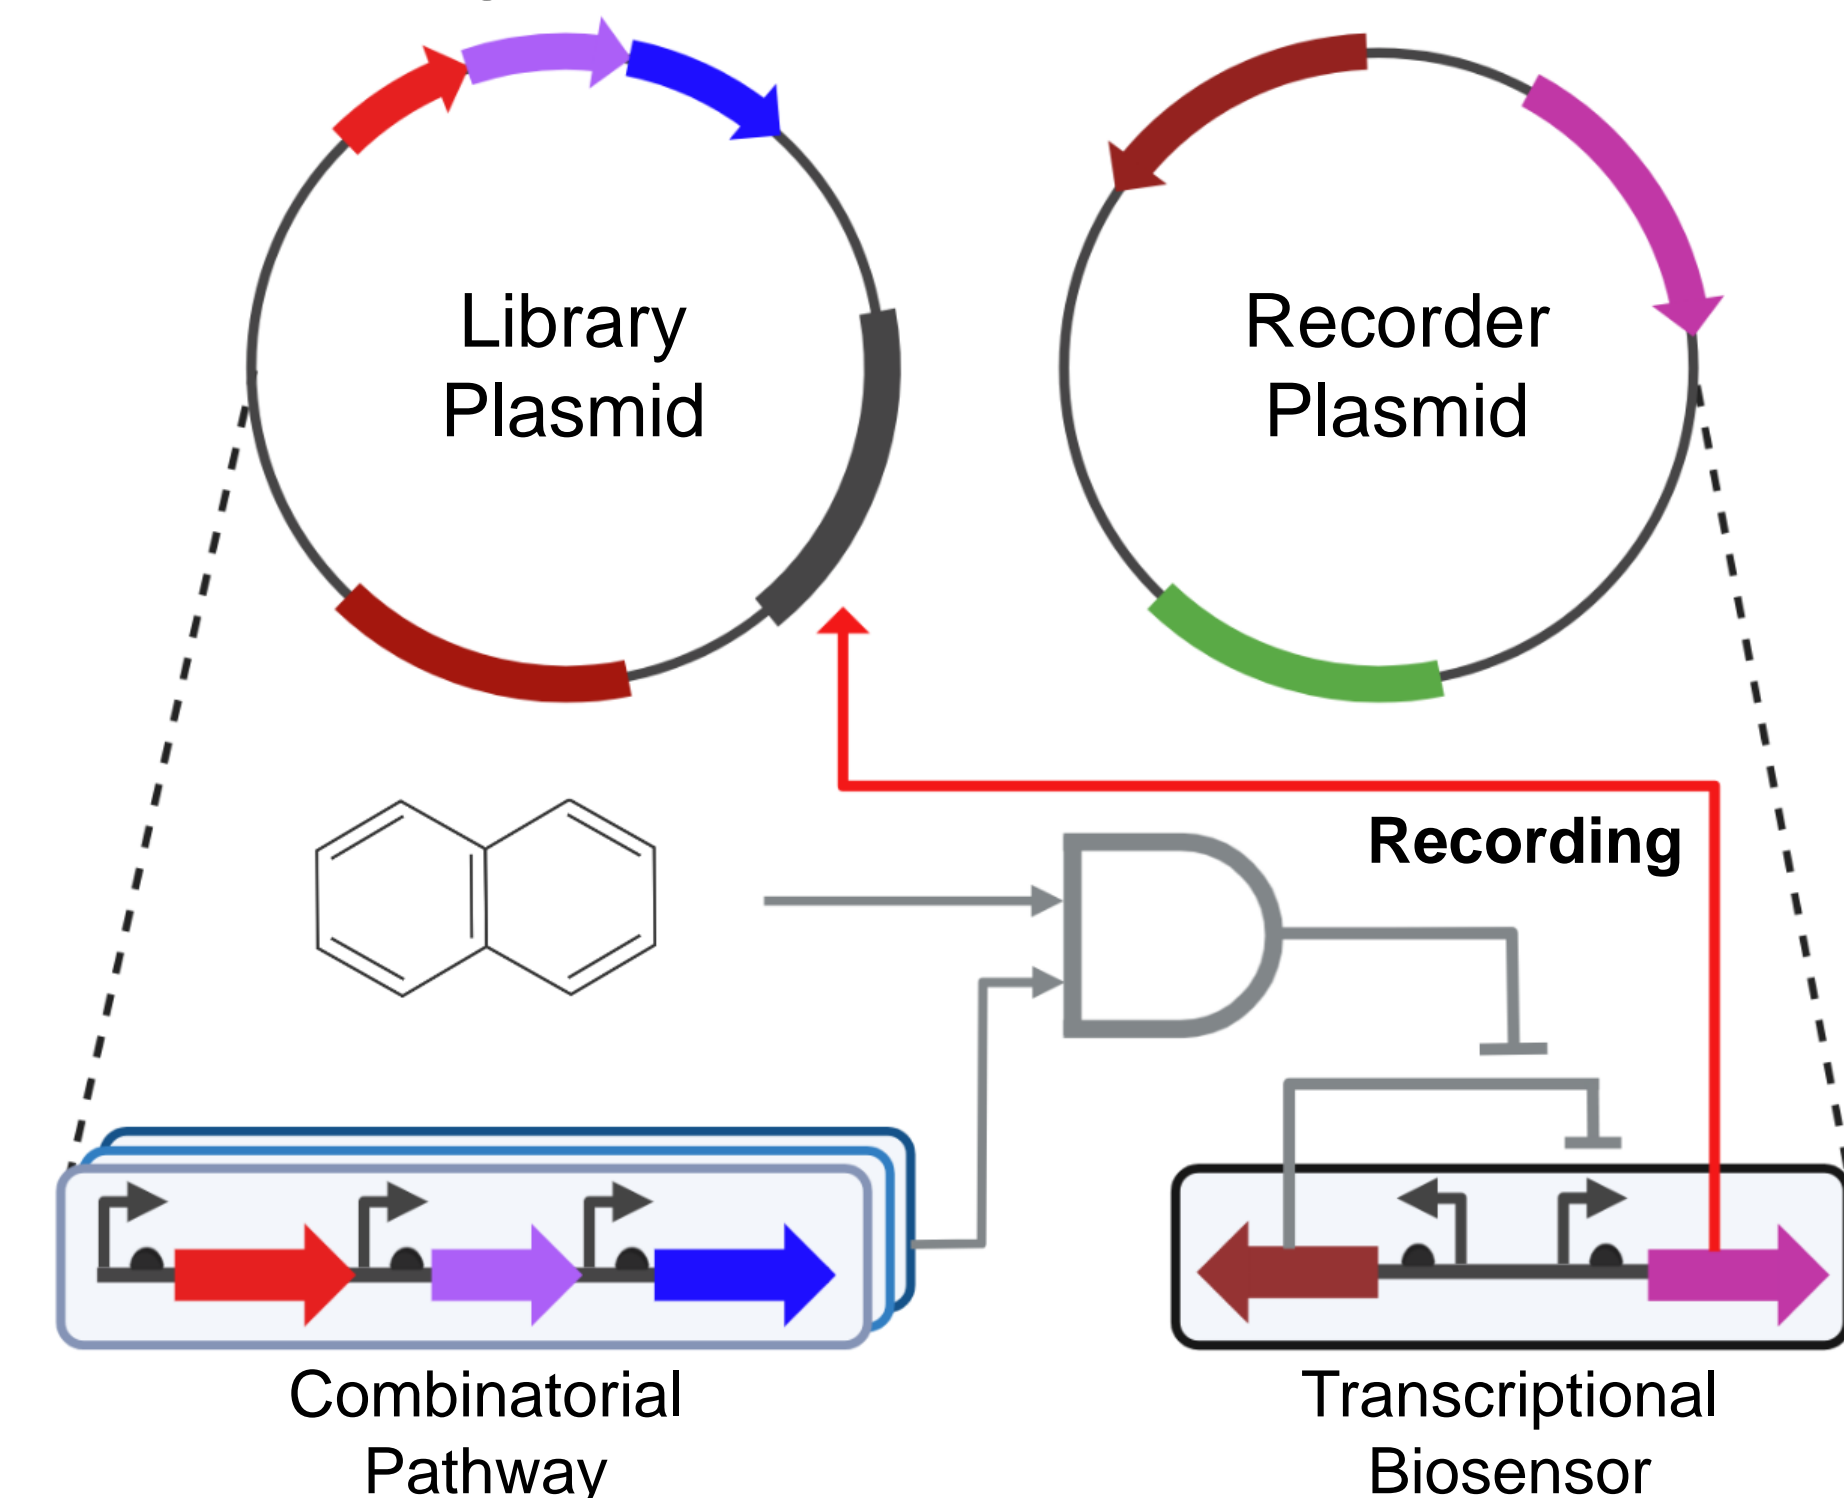 Library
Plasmid
Recorder
Plasmid
Recording
Combinatorial
Pathway
Transcriptional
Biosensor